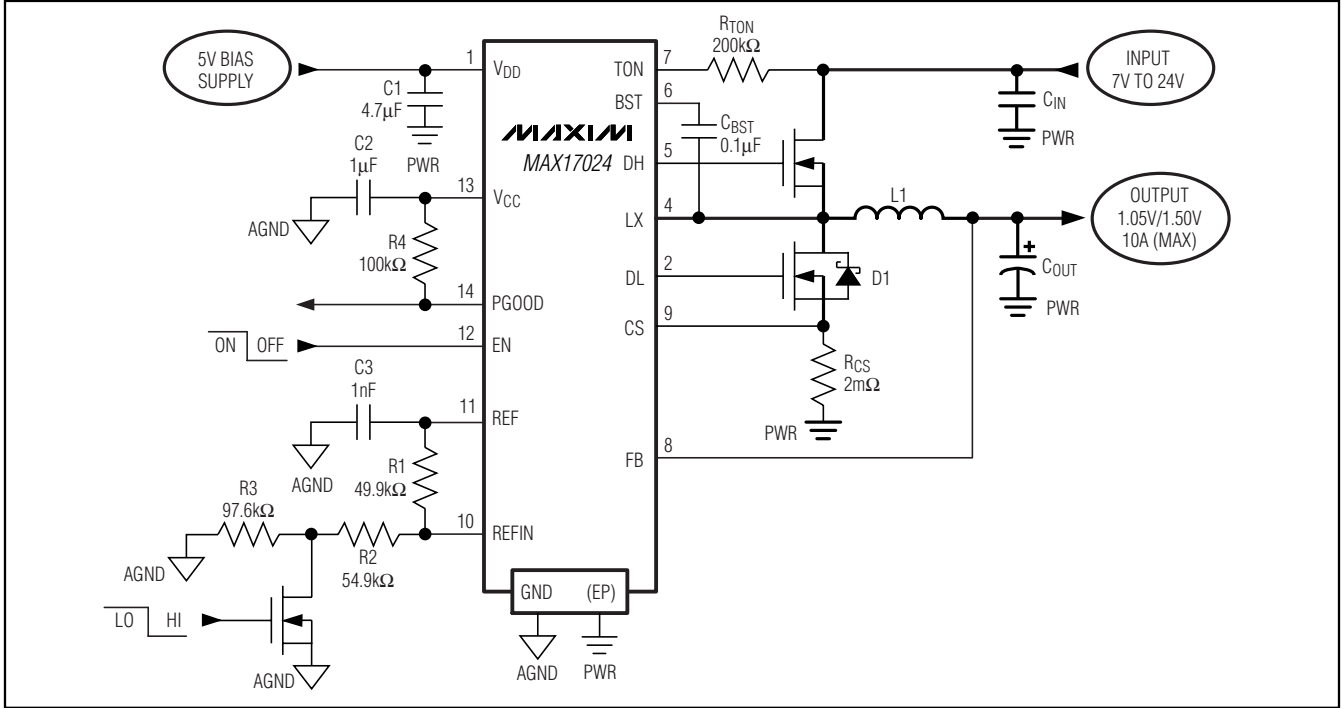 5V BIAS
SUPPLY
C1
4.7µF
PWR
C2
1µF
AGND
R4
100kΩ
ON OFF
C3
1nF
AGND
R1
49.9kΩ
R3
97.6kΩ
AGND
R2
54.9kΩ
LO HI
AGND
1 VDD
13 VCC
14 PGOOD
12 EN
11 REF
10 REFIN
MAXIM
MAX17024
TON 7
BST 6
DH 5
LX 4
DL 2
CS 9
FB 8
GND (EP)
AGND
PWR
RTON
200kΩ
CBST
0.1µF
INPUT
7V TO 24V
CIN
PWR
L1
OUTPUT
1.05V/1.50V
10A (MAX)
+
COUT
PWR
D1
RCS
2mΩ
PWR